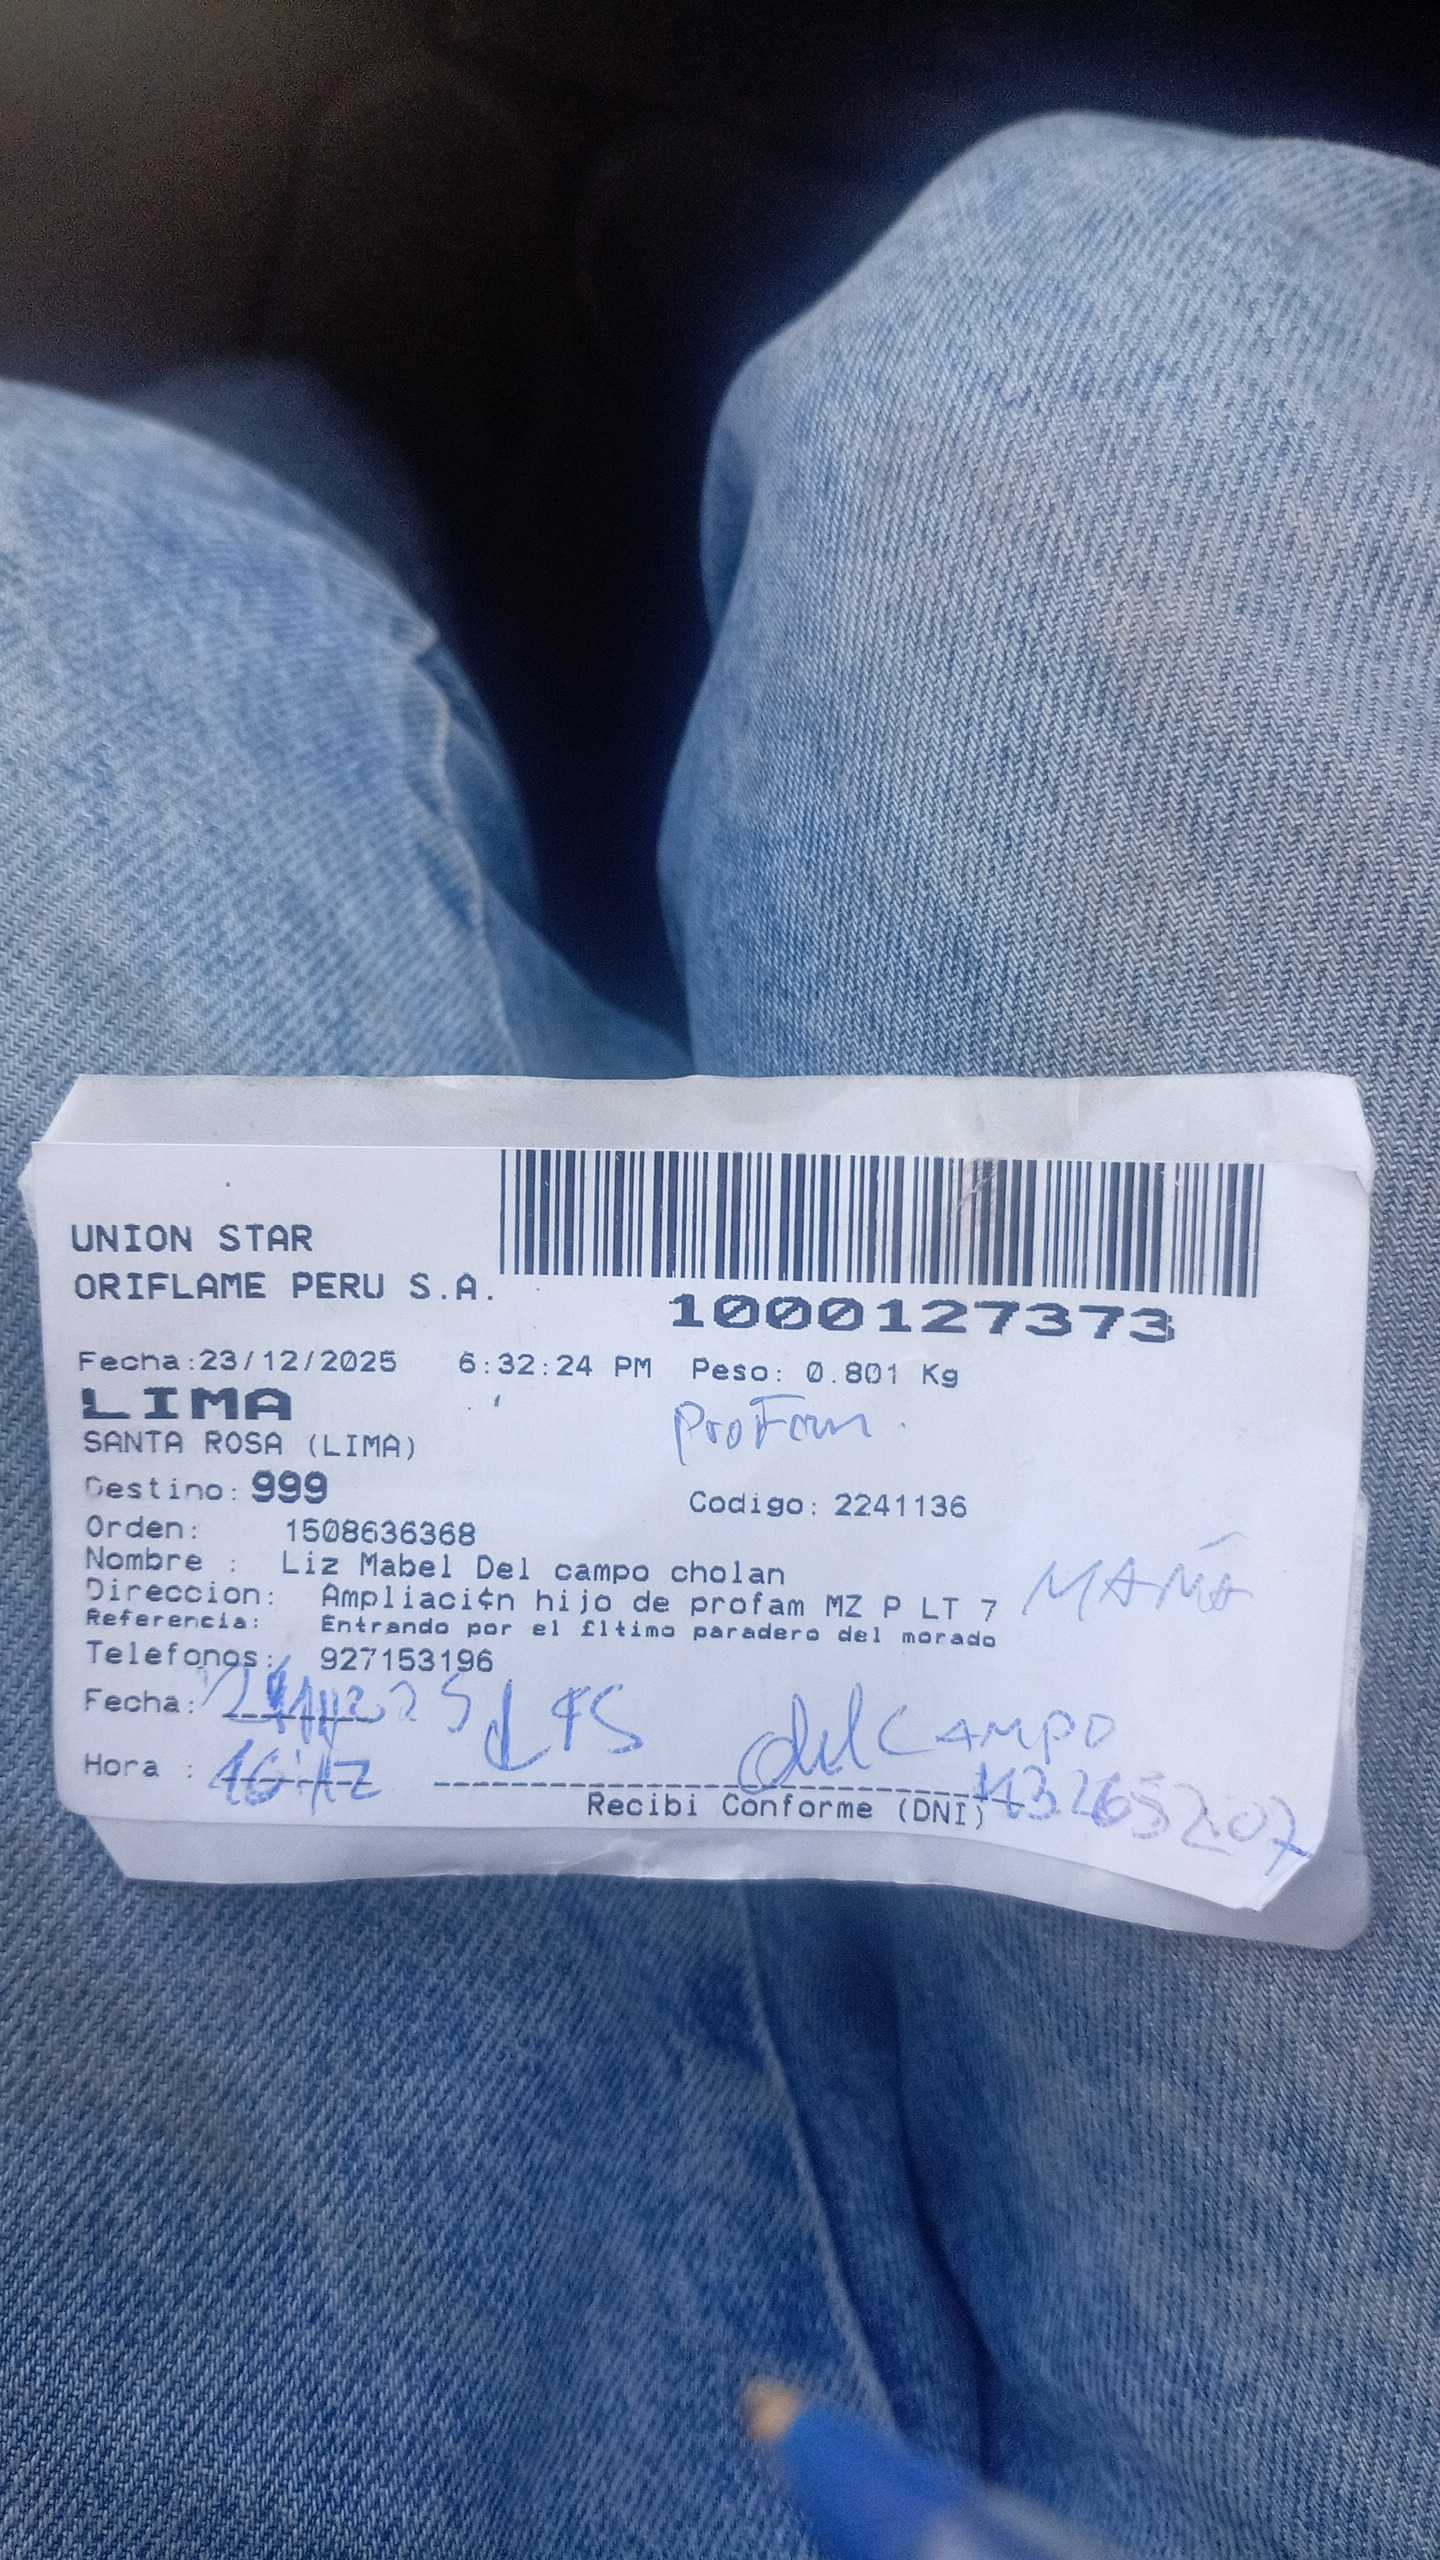 UNION STAR
ORIFLAME PERU S.A.
1000127373
Fecha:23/12/2025 6:32:24 PM Peso: 0.801 Kg
LIMA
ProFam.
SANTA ROSA (LIMA)
Destino: 999
Codigo: 2241136
Orden: 1508636368
Nombre : Liz Mabel Del campo cholan
Direccion: Ampliaci¢n hijo de profam MZ P LT 7
MAÑA
Referencia: Entrando por el £ltimo paradero del morado
Telefonos: 927153196
Fecha:
del CAMPO
Hora :
Recibi Conforme (DNI)